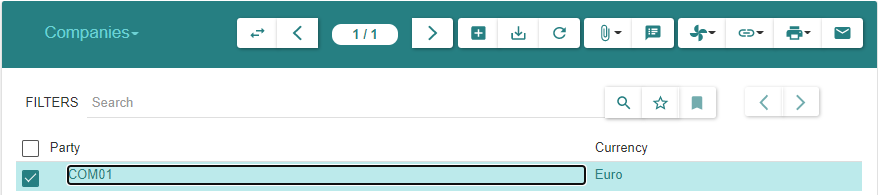 Companies
1 / 1
FILTERS Search
Party Currency
COM01 Euro